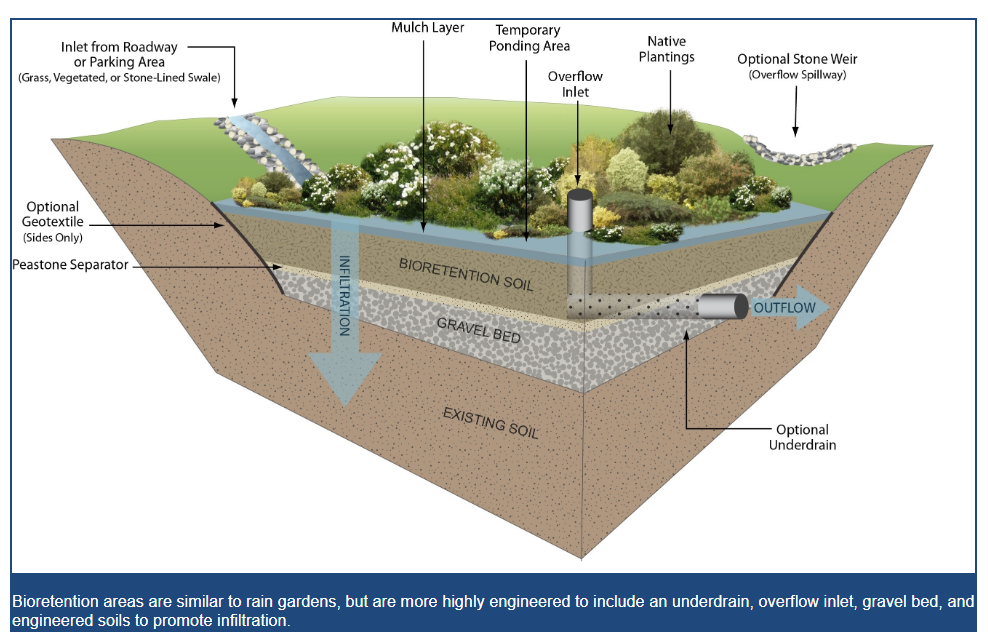 Mulch Layer
Temporary
Ponding Area
Inlet from Roadway
or Parking Area
(Grass, Vegetated, or Stone-Lined Swale)
Native
Plantings
Optional Stone Weir
(Overflow Spillway)
Overflow
Inlet
Optional
Geotextile
(Sides Only)
Peastone Separator
INFILTRATION
BIORETENTION SOIL
OUTFLOW
GRAVEL BED
EXISTING SOIL
Optional
Underdrain
Bioretention areas are similar to rain gardens, but are more highly engineered to include an underdrain, overflow inlet, gravel bed, and
engineered soils to promote infiltration.